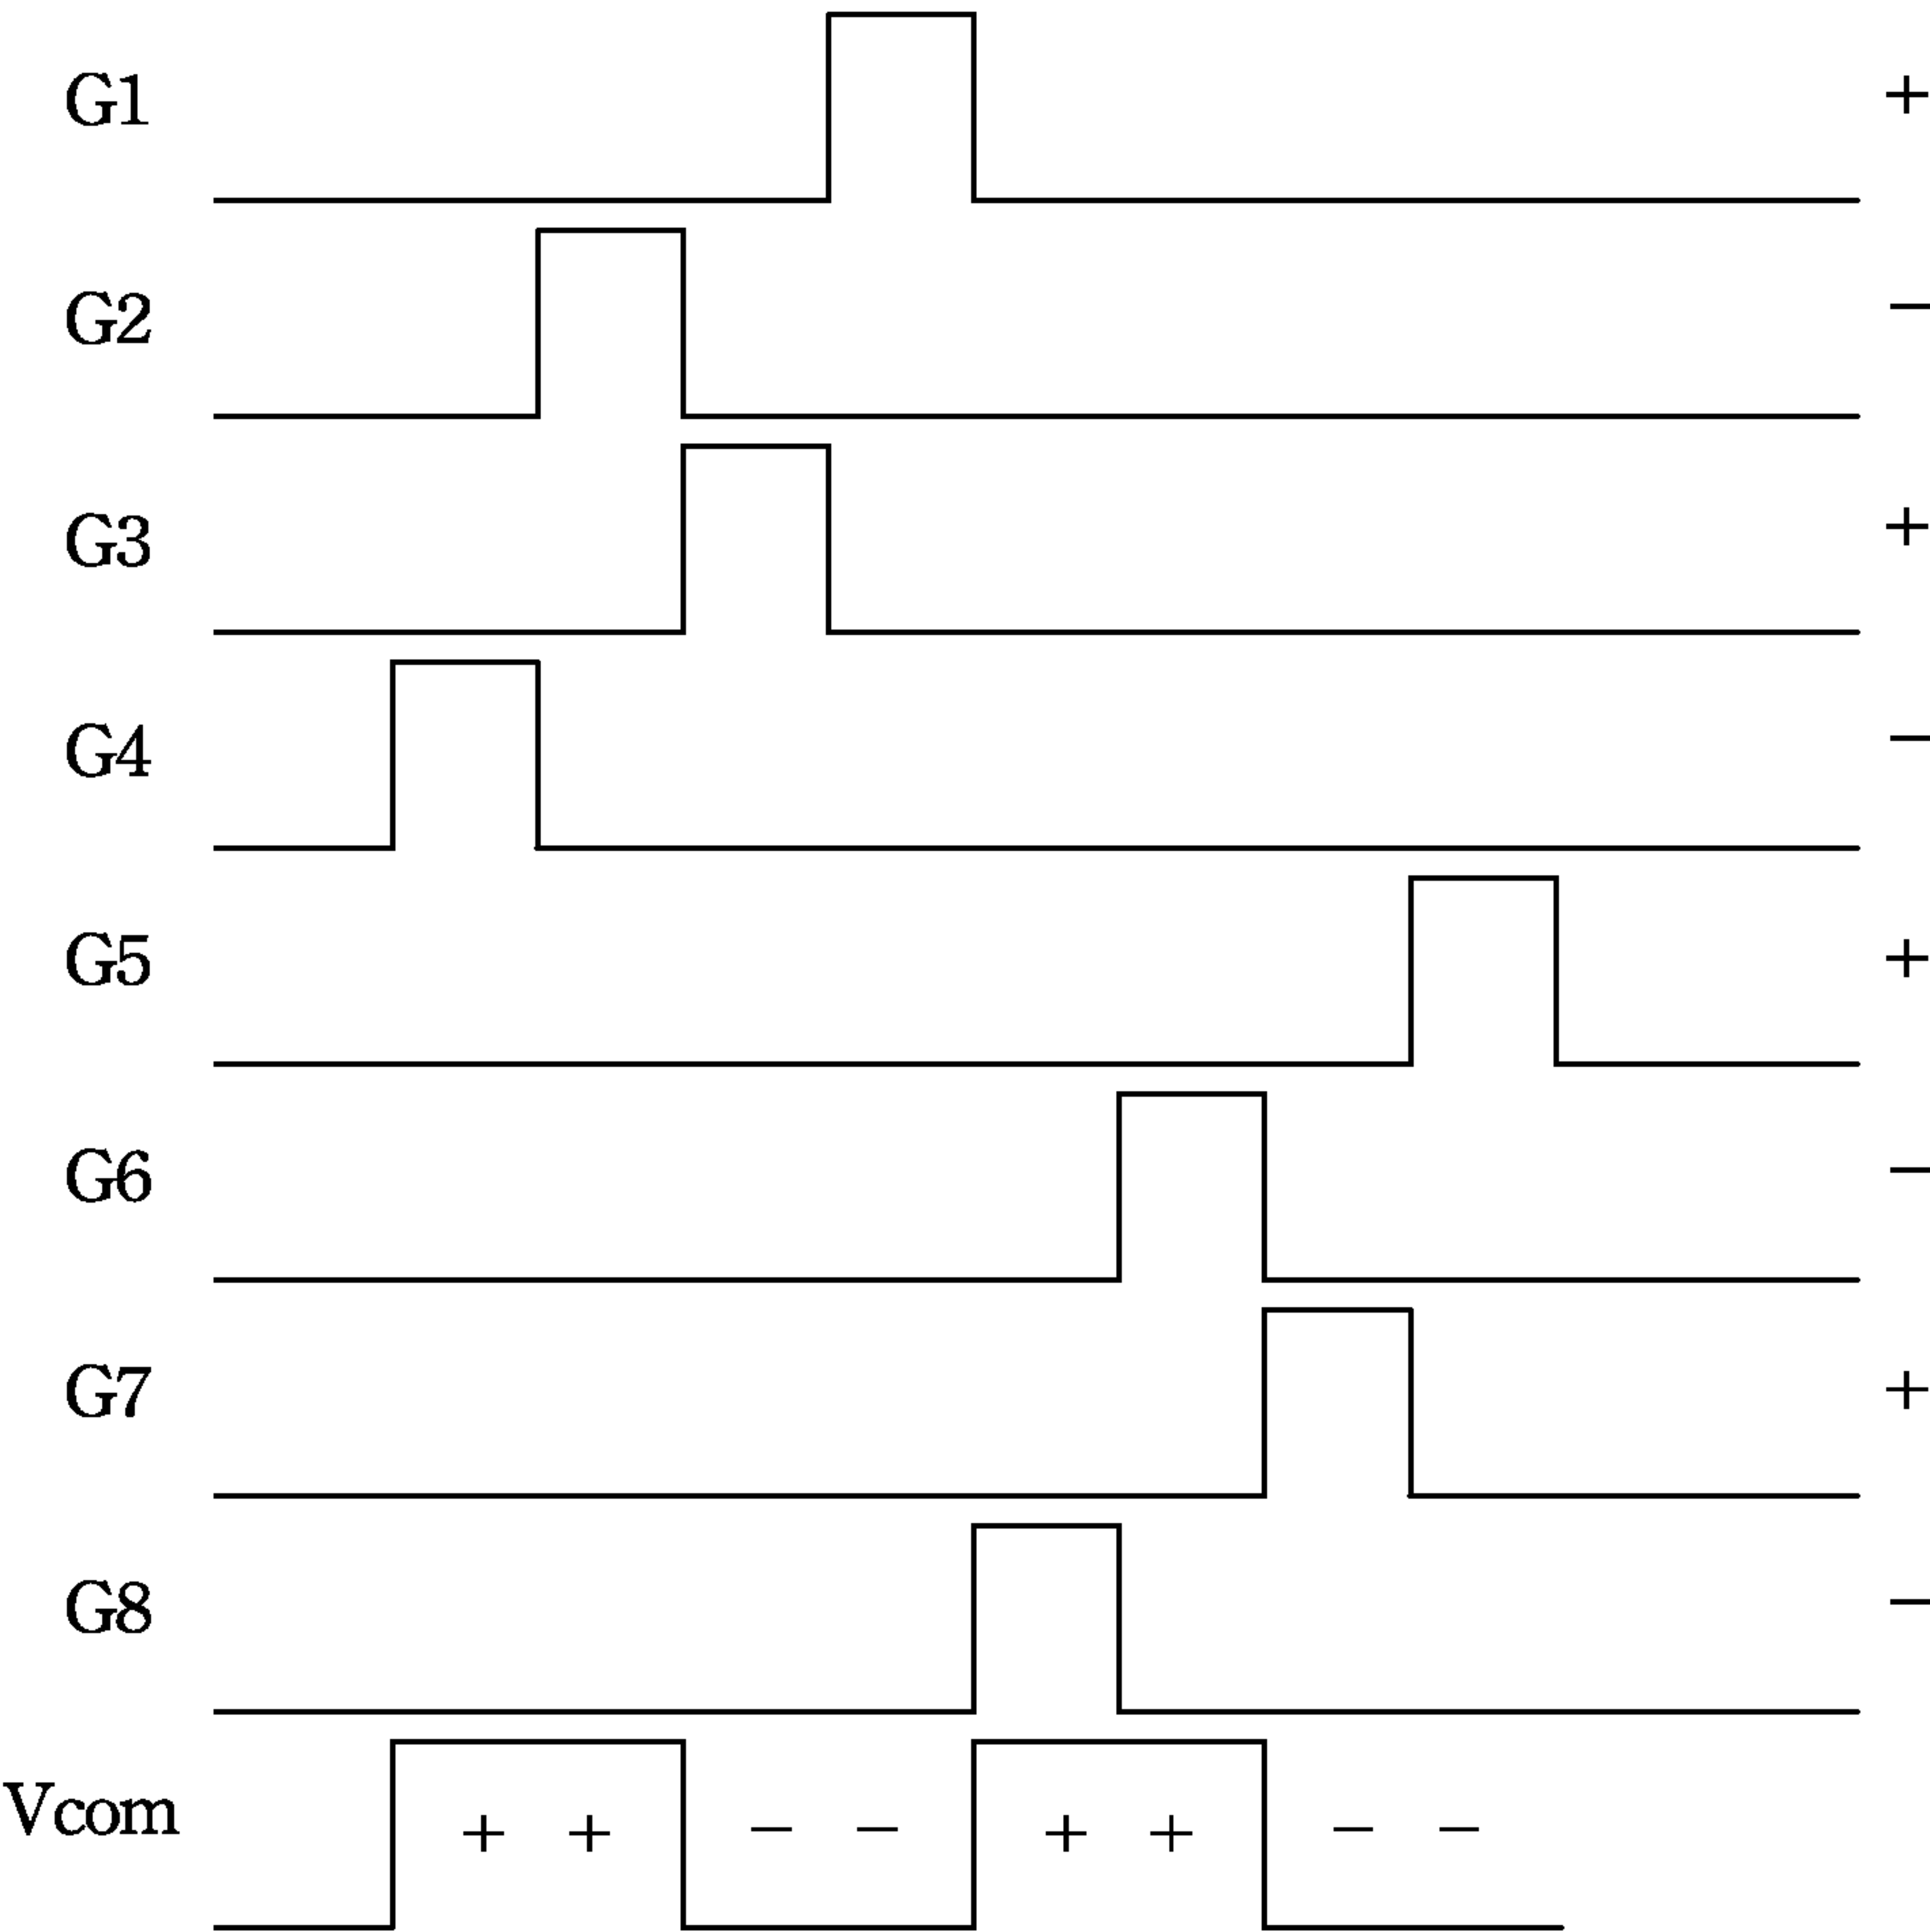 G1 +
G2 −
G3 +
G4 −
G5 +
G6 −
G7 +
G8 −
Vcom + + − − + + − −